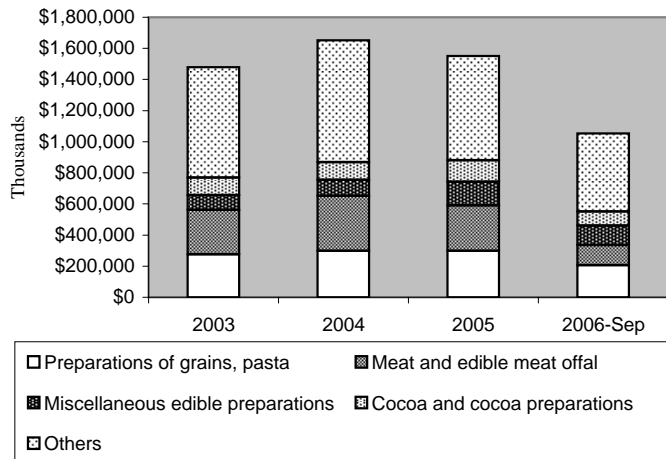 $1,800,000
$1,600,000
$1,400,000
$1,200,000
$1,000,000
$800,000
$600,000
$400,000
$200,000
$0
Thousands
2003 2004 2005 2006-Sep
Preparations of grains, pasta Meat and edible meat offal
Miscellaneous edible preparations Cocoa and cocoa preparations
Others